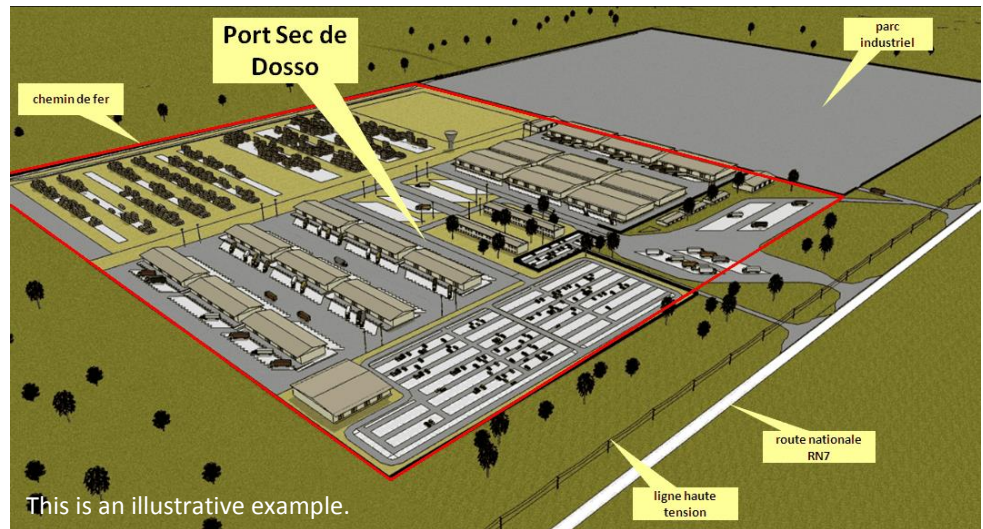 Port Sec de
Dosso
parc
industriel
chemin de fer
route nationale
RN7
ligne haute
tension
This is an illustrative example.